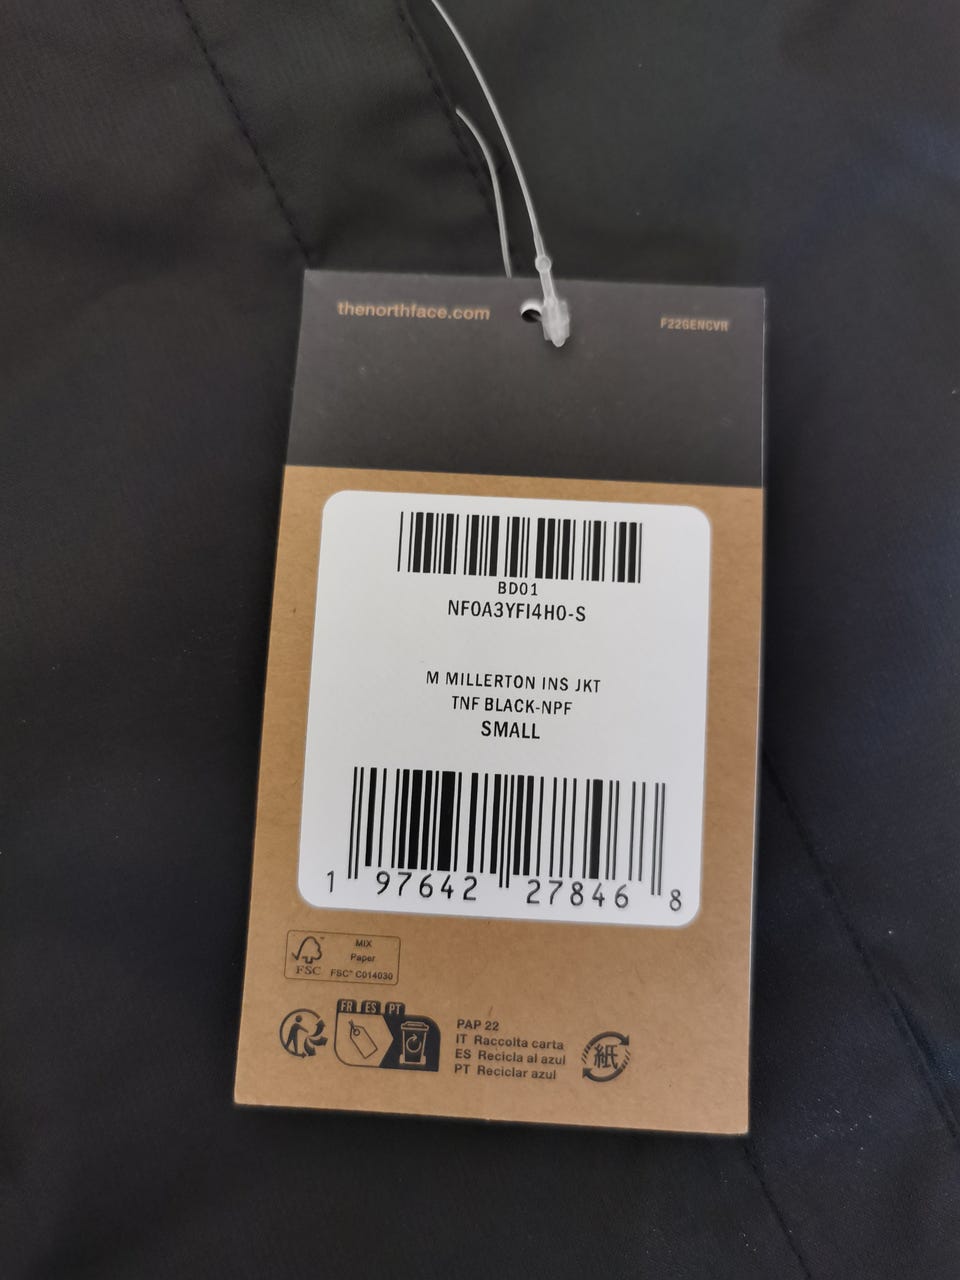 thenorthface.com
F22GENCVR
BD01
NF0A3YFI4H0-S
M MILLERTON INS JKT
TNF BLACK-NPF
SMALL
1 97642 27846 8
MIX
Paper
FSC™ C014030
FSC
FR ES PT
PAP 22
IT Raccolta carta
ES Recicla al azul
PT Reciclar azul
紙